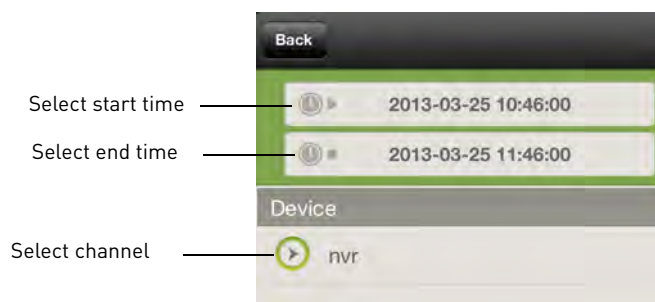 Back
Select start time
2013-03-25 10:46:00
Select end time
2013-03-25 11:46:00
Device
Select channel
nvr